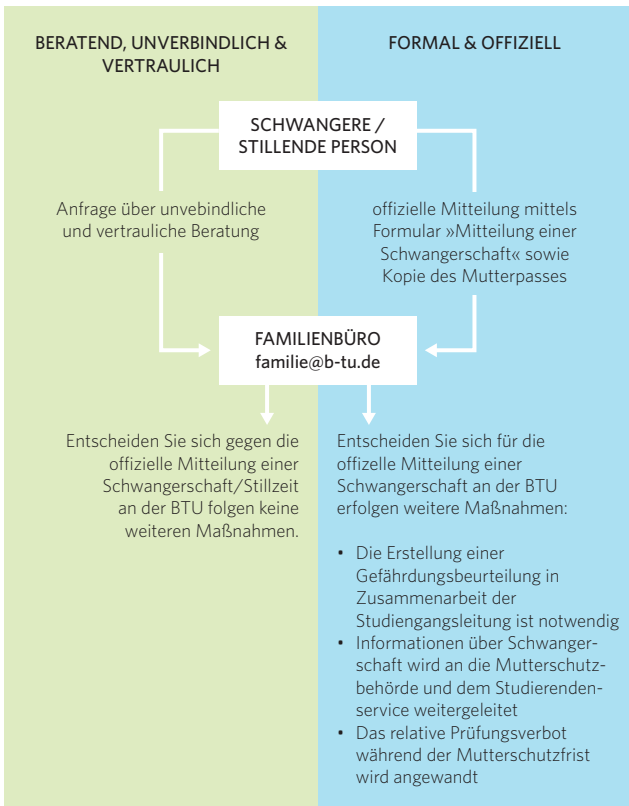 BERATEND, UNVERBINDLICH &
VERTRAULICH
FORMAL & OFFIZIELL
SCHWANGERE /
STILLENDE PERSON
Anfrage über unvebindliche
und vertrauliche Beratung
offizielle Mitteilung mittels
Formular »Mitteilung einer
Schwangerschaft« sowie
Kopie des Mutterpasses
FAMILIENBÜRO
familie@b-tu.de
Entscheiden Sie sich gegen die
offizielle Mitteilung einer
Schwangerschaft/Stillzeit
an der BTU folgen keine
weiteren Maßnahmen.
Entscheiden Sie sich für die
offizelle Mitteilung einer
Schwangerschaft an der BTU
erfolgen weitere Maßnahmen:
• Die Erstellung einer
Gefährdungsbeurteilung in
Zusammenarbeit der
Studiengangsleitung ist notwendig
• Informationen über Schwanger-
schaft wird an die Mutterschutz-
behörde und dem Studierenden-
service weitergeleitet
• Das relative Prüfungsverbot
während der Mutterschutzfrist
wird angewandt